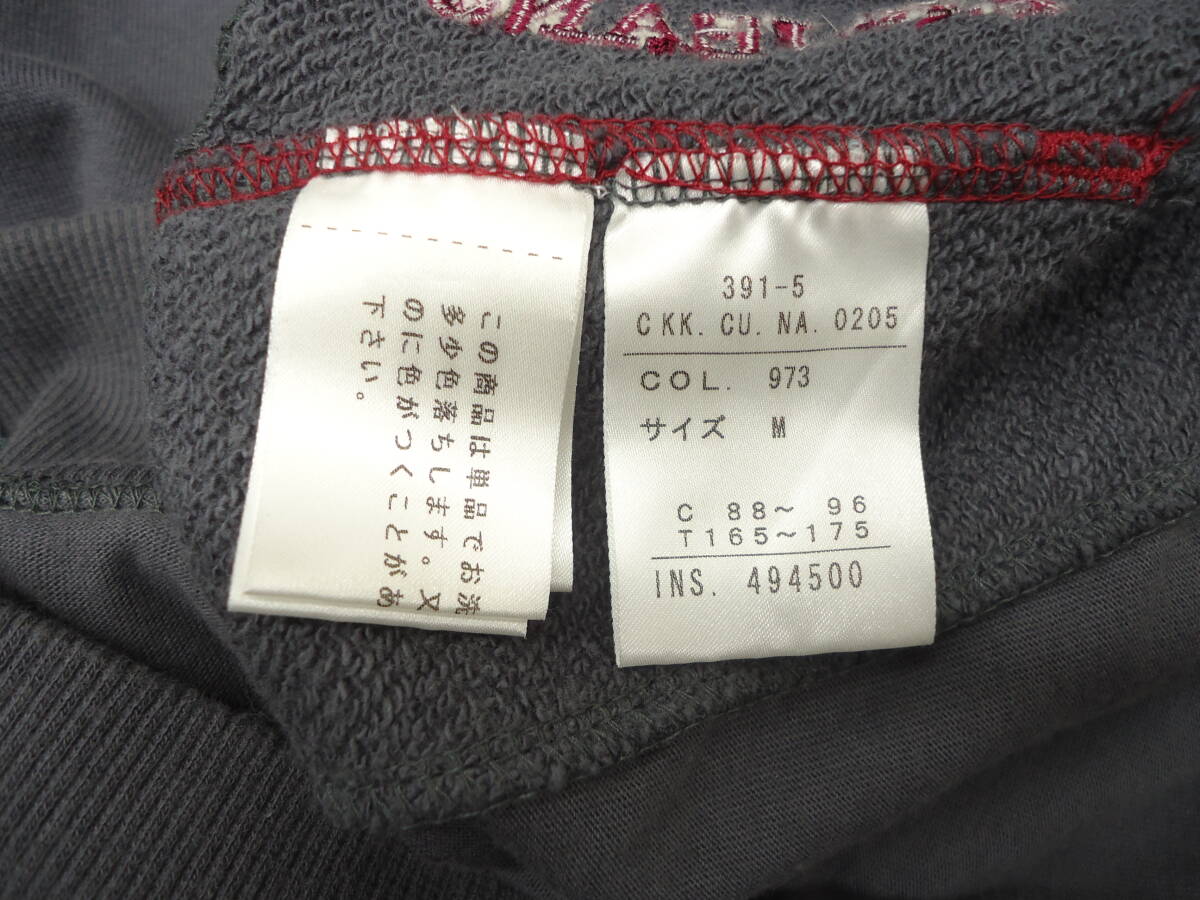 この商品は単品でお洗
多少色落ちします。又
のに色がつくことがあ
下さい。
391-5
CKK. CU. NA. 0205
COL. 973
サイズ M
C 88～ 96
T165～175
INS. 494500